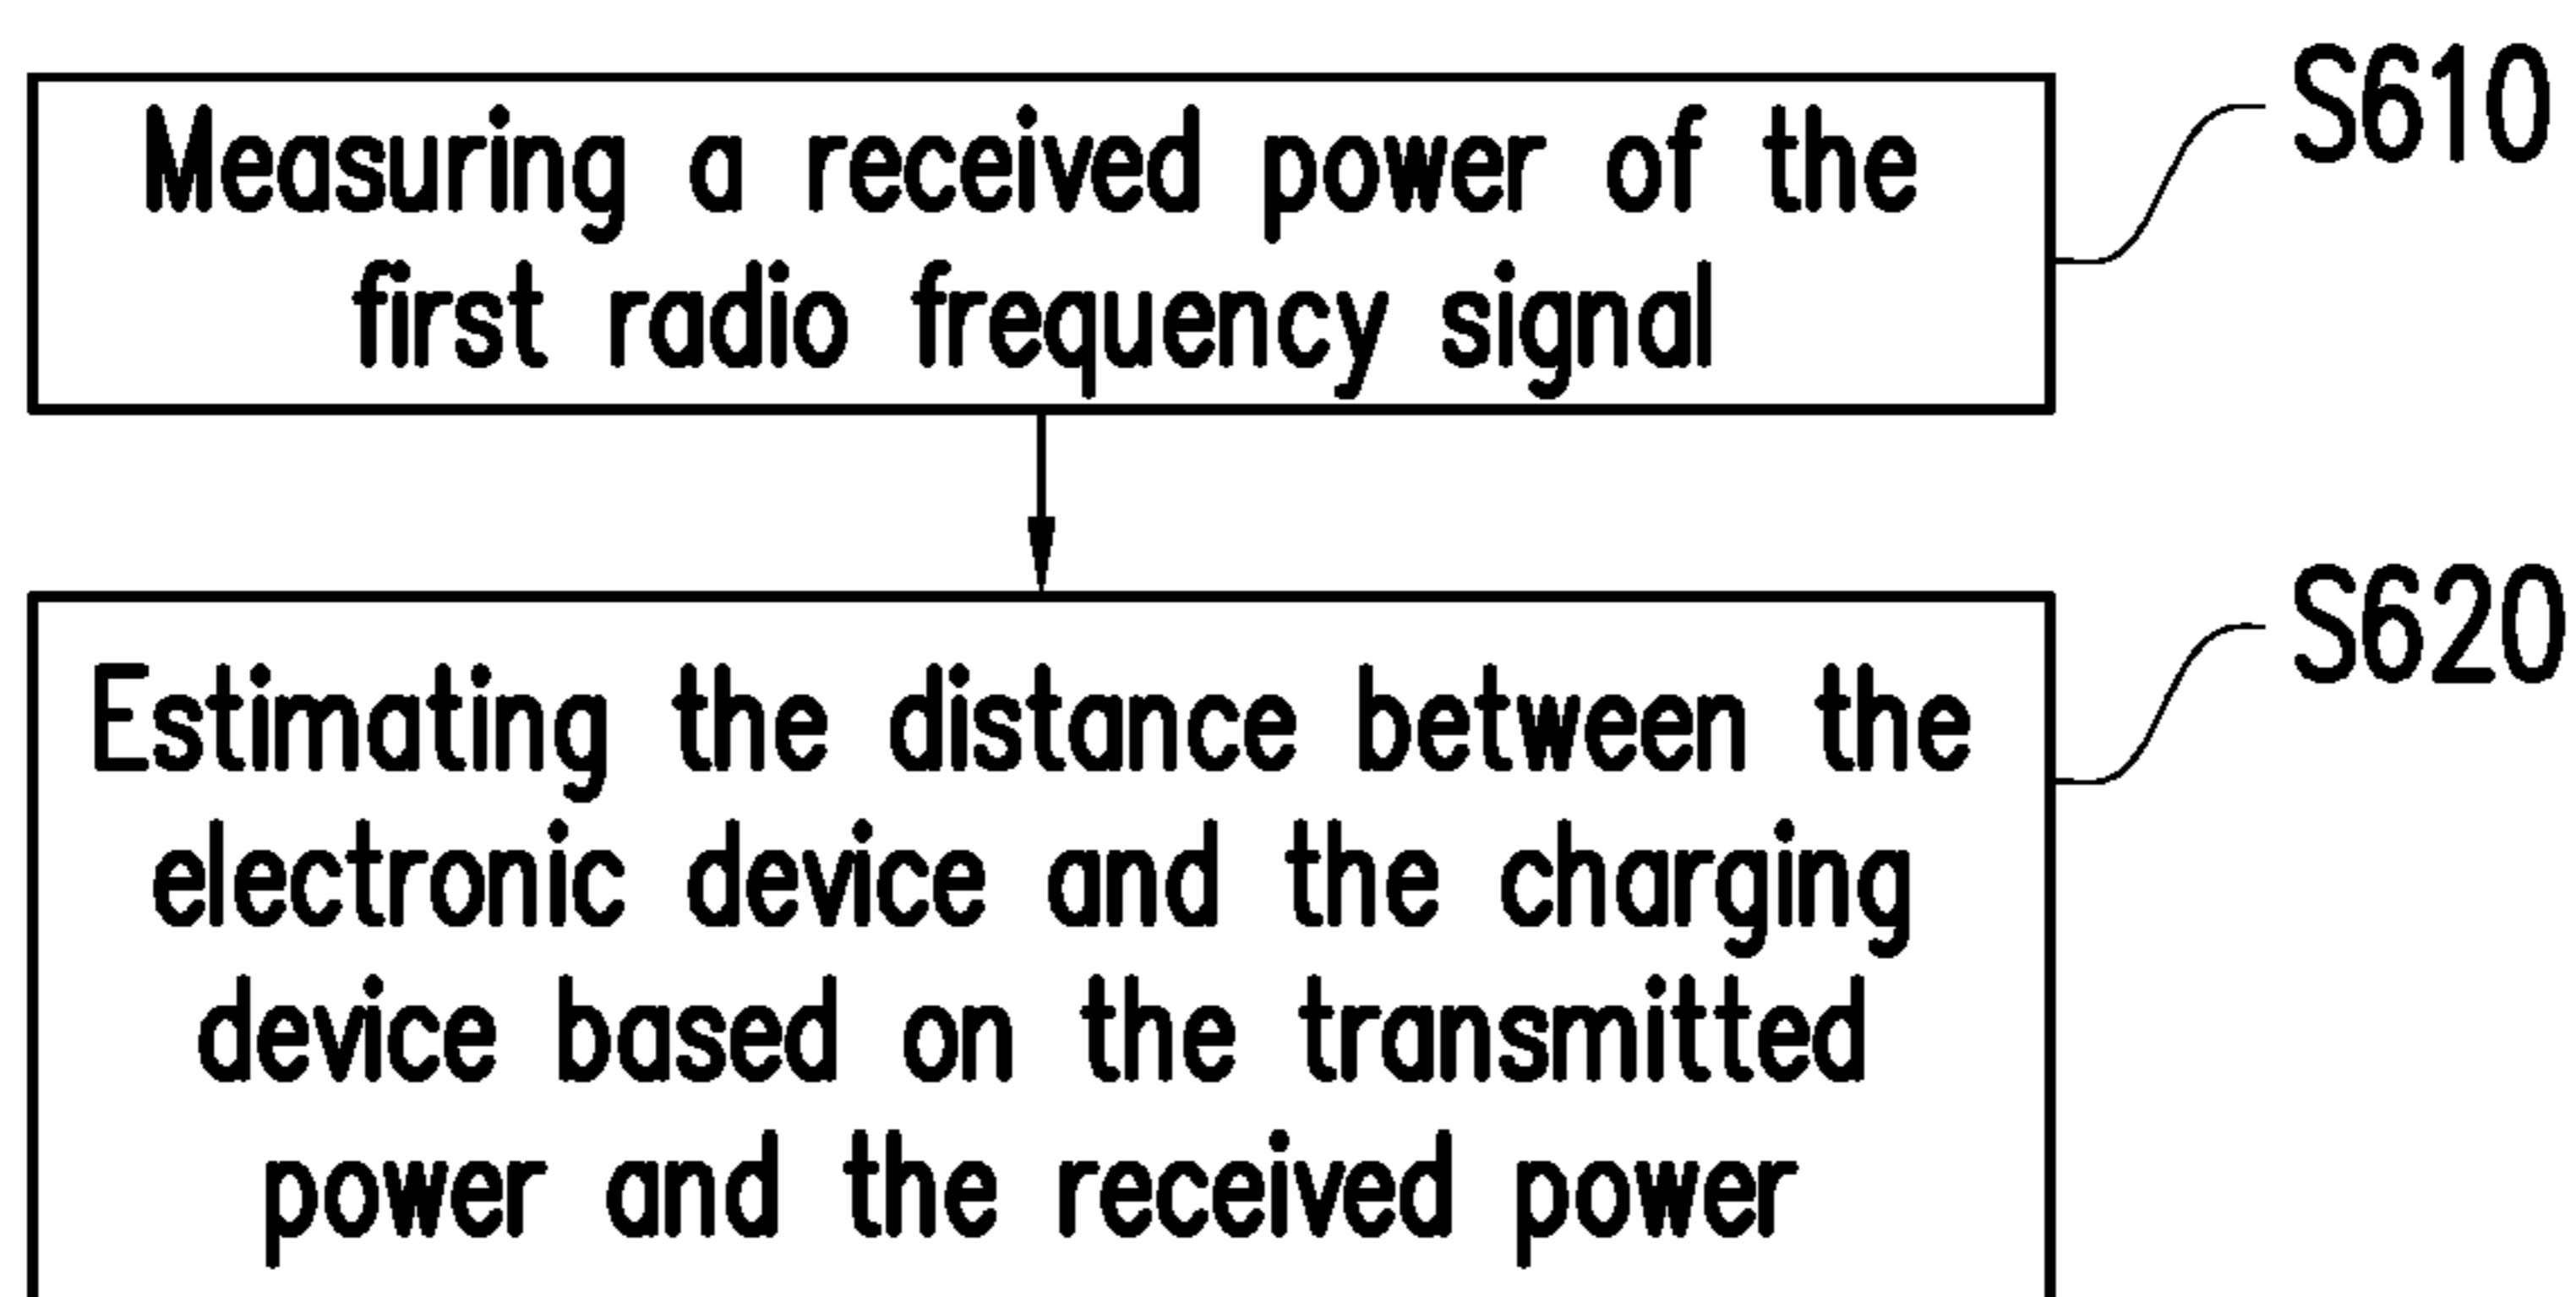 Measuring a received power of the
first radio frequency signal
S610
Estimating the distance between the
electronic device and the charging
device based on the transmitted
power and the received power
S620